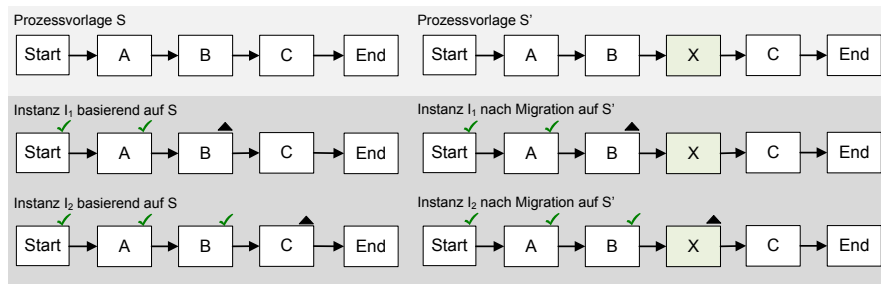 Prozessvorlage S
Start A B C End
Prozessvorlage S'
Start A B X C End
Instanz I₁ basierend auf S
Start A B C End
Instanz I₁ nach Migration auf S'
Start A B X C End
Instanz I₂ basierend auf S
Start A B C End
Instanz I₂ nach Migration auf S'
Start A B X C End